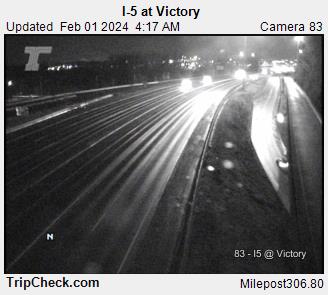 I-5 at Victory
Updated  Feb 01 2024  4:17 AM
Camera 83
T
N
83 - I5 @ Victory
TripCheck.com
Milepost306.80